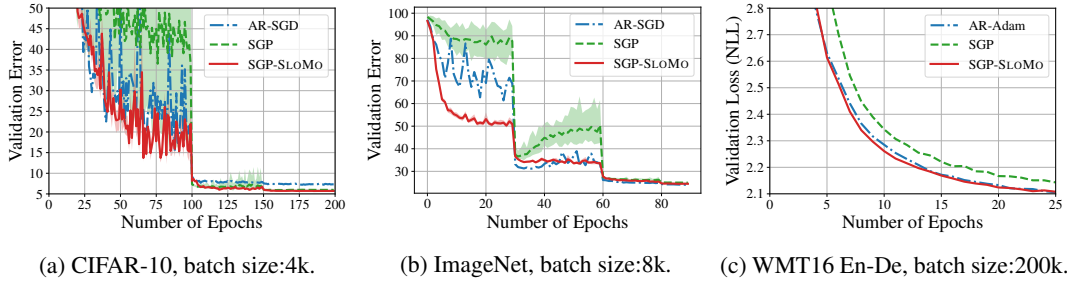 50
45
40
35
30
25
20
15
10
5
Validation Error
0 25 50 75 100 125 150 175 200
Number of Epochs
AR-SGD
SGP
SGP-SLOMO
(a) CIFAR-10, batch size:4k.
100
90
80
70
60
50
40
30
Validation Error
0 20 40 60 80
Number of Epochs
AR-SGD
SGP
SGP-SLOMO
(b) ImageNet, batch size:8k.
2.8
2.7
2.6
2.5
2.4
2.3
2.2
2.1
Validation Loss (NLL)
0 5 10 15 20 25
Number of Epochs
AR-Adam
SGP
SGP-SLOMO
(c) WMT16 En-De, batch size:200k.